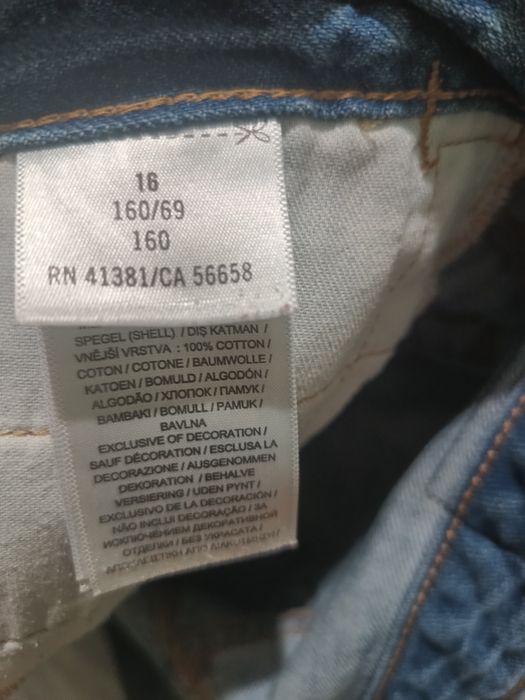 16
160/69
160
RN 41381/CA 56658
SPEGEL (SHELL) / DIŞ KATMAN /
VNĚJŠÍ VRSTVA : 100% COTTON /
COTON / COTONE / BAUMWOLLE /
KATOEN / BOMULD / ALGODÓN /
ALGODÃO / ХЛОПОК / ПАМУК /
BAMBAKI / BOMULL / PAMUK /
BAVLNA
EXCLUSIVE OF DECORATION /
SAUF DÉCORATION / ESCLUSA LA
DECORAZIONE / AUSGENOMMEN
DEKORATION / BEHALVE
VERSIERING / UDEN PYNT /
EXCLUSIVO DE LA DECORACIÓN /
NÃO INCLUI DECORAÇÃO / ЗА
ИСКЛЮЧЕНИЕМ ДЕКОРАТИВНОЙ
ОТДЕЛКИ / БЕЗ УКРАСАТА /